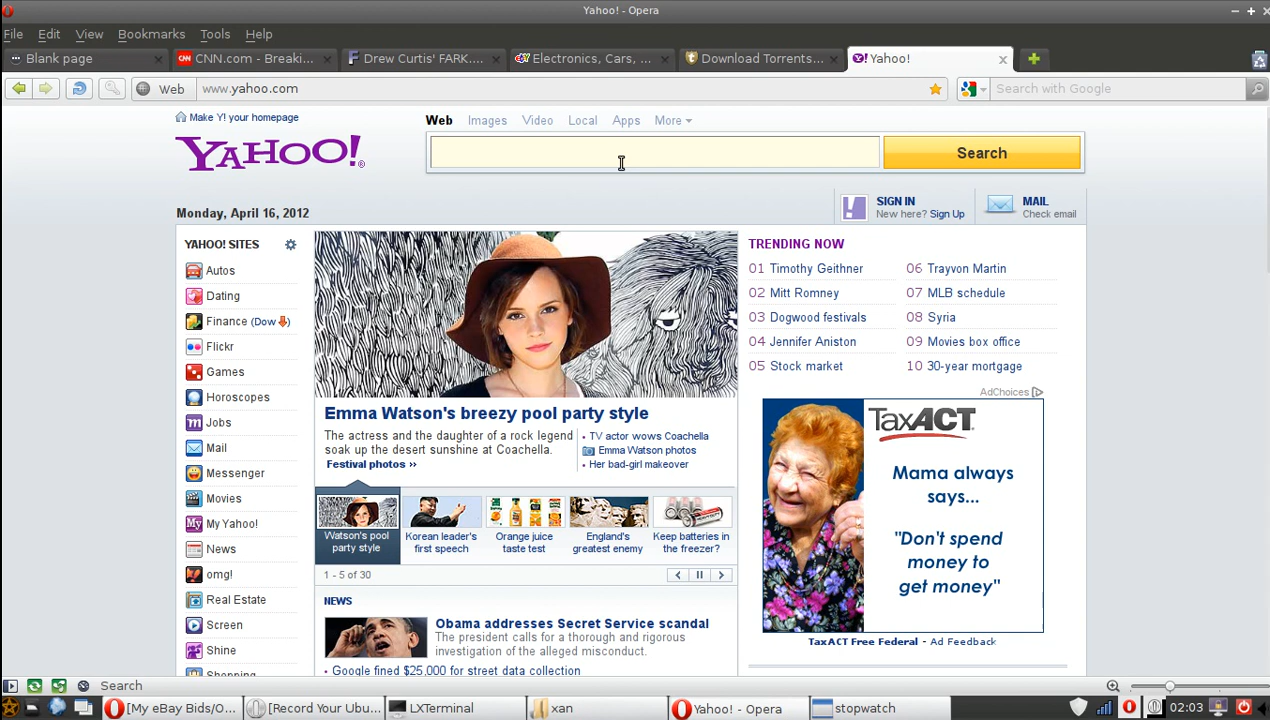 Yahoo! - Opera
File Edit View Bookmarks Tools Help
Blank page CNN.com - Breaki... Drew Curtis' FARK.... Electronics, Cars, ... Download Torrents... Yahoo!
Web www.yahoo.com Search with Google
Make Y! your homepage
Web Images Video Local Apps More
YAHOO!
Search
Monday, April 16, 2012
SIGN IN
New here? Sign Up
MAIL
Check email
YAHOO! SITES
Autos
Dating
Finance (Dow)
Flickr
Games
Horoscopes
Jobs
Mail
Messenger
Movies
My Yahoo!
News
omg!
Real Estate
Screen
Shine
Shopping
Emma Watson's breezy pool party style
The actress and the daughter of a rock legend
soak up the desert sunshine at Coachella.
Festival photos »
• TV actor wows Coachella
Emma Watson photos
• Her bad-girl makeover
Watson's pool
party style
Korean leader's
first speech
Orange juice
taste test
England's
greatest enemy
Keep batteries in
the freezer?
1 - 5 of 30
NEWS
Obama addresses Secret Service scandal
The president calls for a thorough and rigorous
investigation of the alleged misconduct.
• Google fined $25,000 for street data collection
TRENDING NOW
01 Timothy Geithner
02 Mitt Romney
03 Dogwood festivals
04 Jennifer Aniston
05 Stock market
06 Trayvon Martin
07 MLB schedule
08 Syria
09 Movies box office
10 30-year mortgage
AdChoices
TaxACT.
Mama always
says...
"Don't spend
money to
get money"
TaxACT Free Federal - Ad Feedback
Search
[My eBay Bids/O... [Record Your Ubu... LXTerminal xan Yahoo! - Opera stopwatch 02:03